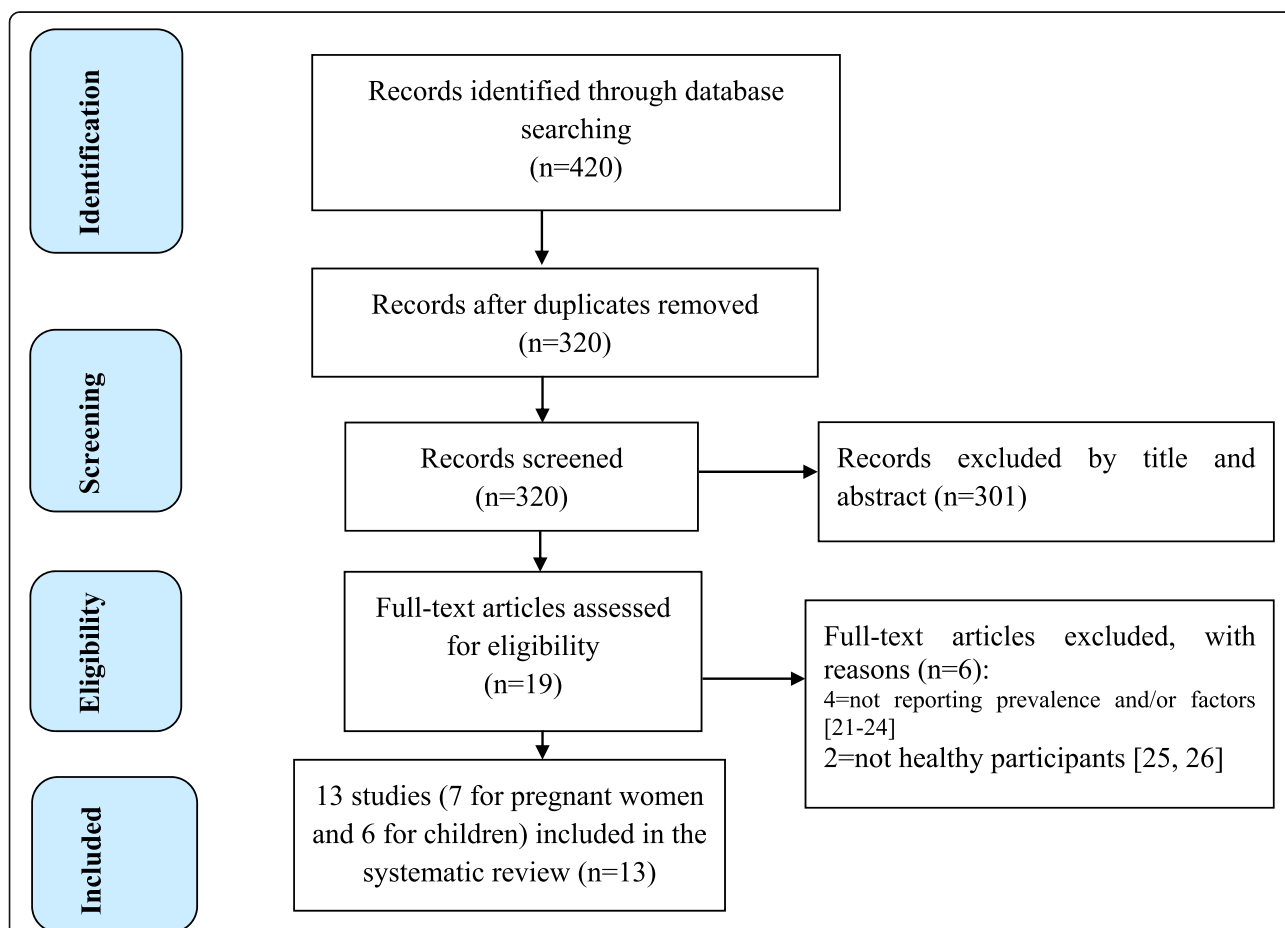 Identification
Records identified through database
searching
(n=420)
Records after duplicates removed
(n=320)
Screening
Records screened
(n=320)
Records excluded by title and
abstract (n=301)
Eligibility
Full-text articles assessed
for eligibility
(n=19)
Full-text articles excluded, with
reasons (n=6):
4=not reporting prevalence and/or factors
[21-24]
2=not healthy participants [25, 26]
Included
13 studies (7 for pregnant women
and 6 for children) included in the
systematic review (n=13)